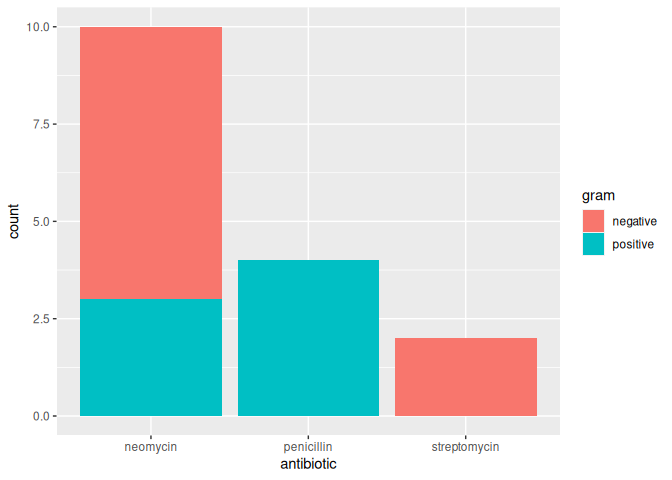 10.0
7.5
5.0
2.5
0.0
count
neomycin penicillin streptomycin
antibiotic
gram
negative
positive